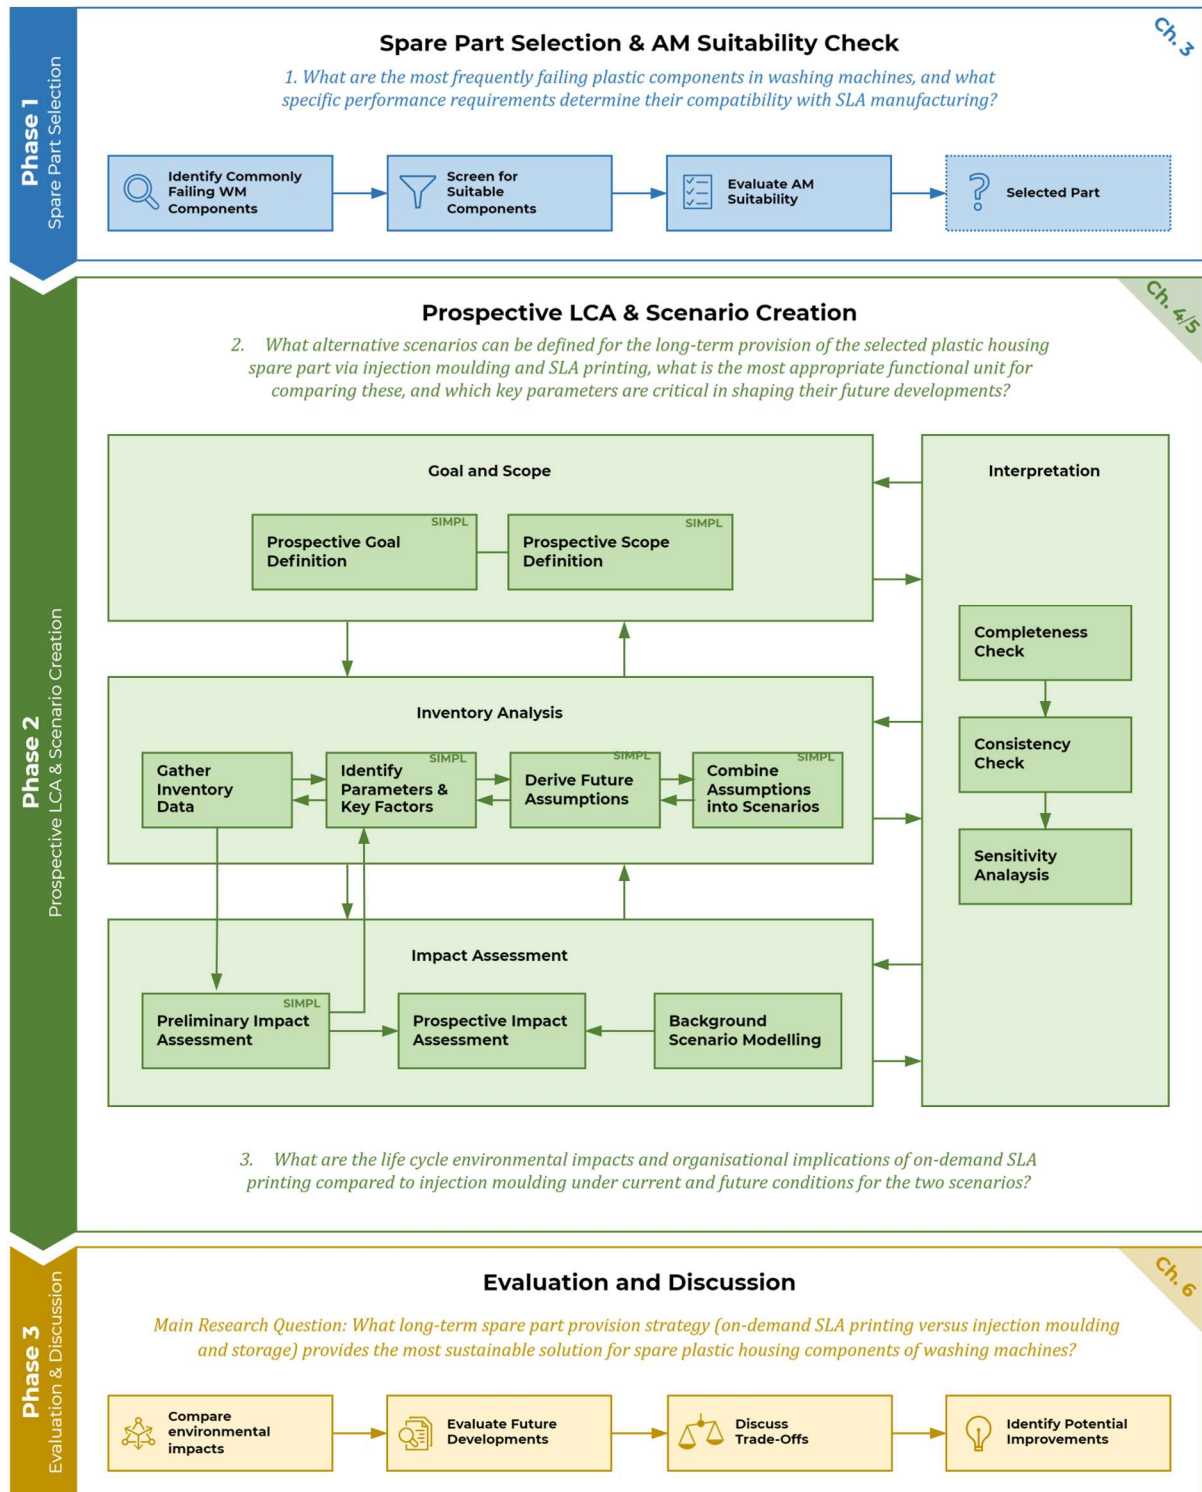 Phase 1
Spare Part Selection
Ch. 3
Spare Part Selection & AM Suitability Check
1. What are the most frequently failing plastic components in washing machines, and what
specific performance requirements determine their compatibility with SLA manufacturing?
Identify Commonly
Failing WM
Components
Screen for
Suitable
Components
Evaluate AM
Suitability
Selected Part
Phase 2
Prospective LCA & Scenario Creation
Ch. 4/5
Prospective LCA & Scenario Creation
2. What alternative scenarios can be defined for the long-term provision of the selected plastic housing
spare part via injection moulding and SLA printing, what is the most appropriate functional unit for
comparing these, and which key parameters are critical in shaping their future developments?
Goal and Scope
SIMPL
Prospective Goal
Definition
SIMPL
Prospective Scope
Definition
Inventory Analysis
Gather
Inventory
Data
SIMPL
Identify
Parameters &
Key Factors
SIMPL
Derive Future
Assumptions
SIMPL
Combine
Assumptions
into Scenarios
Impact Assessment
SIMPL
Preliminary Impact
Assessment
Prospective Impact
Assessment
Background
Scenario Modelling
Interpretation
Completeness
Check
Consistency
Check
Sensitivity
Analaysis
3. What are the life cycle environmental impacts and organisational implications of on-demand SLA
printing compared to injection moulding under current and future conditions for the two scenarios?
Phase 3
Evaluation & Discussion
Ch. 6
Evaluation and Discussion
Main Research Question: What long-term spare part provision strategy (on-demand SLA printing versus injection moulding
and storage) provides the most sustainable solution for spare plastic housing components of washing machines?
Compare
environmental
impacts
Evaluate Future
Developments
Discuss
Trade-Offs
Identify Potential
Improvements